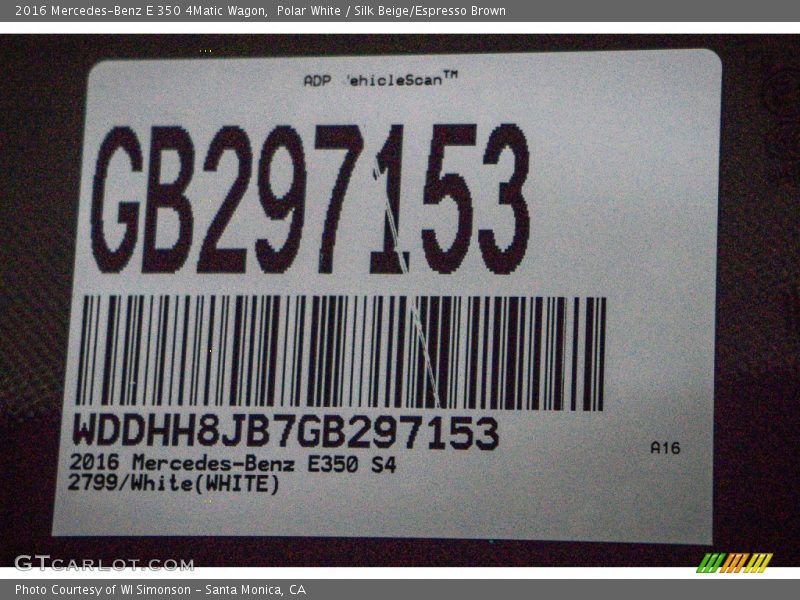 2016 Mercedes-Benz E 350 4Matic Wagon, Polar White / Silk Beige/Espresso Brown
ADP VehicleScan™
GB297153
WDDHH8JB7GB297153
2016 Mercedes-Benz E350 S4
2799/White(WHITE)
A16
GTCARLOT.COM
Photo Courtesy of WI Simonson - Santa Monica, CA